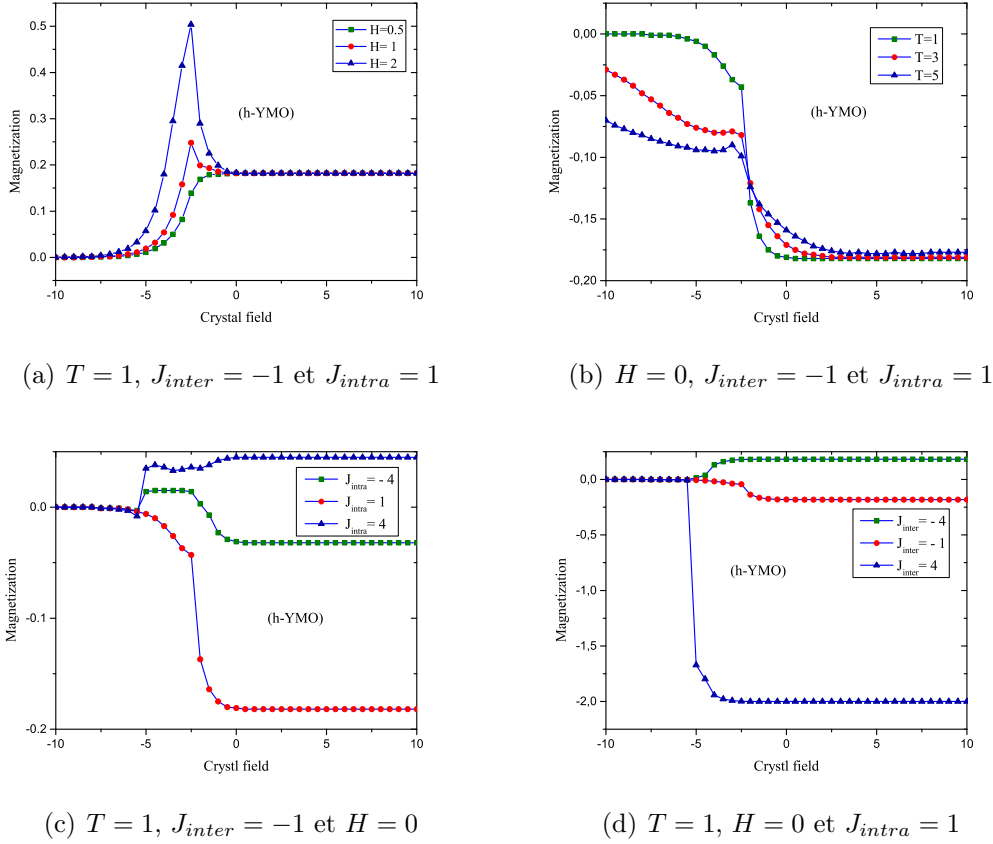 0.5
0.4
0.3
0.2
0.1
0.0
Magnetization
-10 -5 0 5 10
Crystal field
H=0.5
H= 1
H= 2
(h-YMO)
(a) T = 1, J_inter = −1 et J_intra = 1
0,00
-0,05
-0,10
-0,15
-0,20
Magnetization
-10 -5 0 5 10
Crystl field
T=1
T=3
T=5
(h-YMO)
(b) H = 0, J_inter = −1 et J_intra = 1
0.0
-0.1
-0.2
Magnetization
-10 -5 0 5 10
Crystl field
J_intra= - 4
J_intra= 1
J_intra= 4
(h-YMO)
(c) T = 1, J_inter = −1 et H = 0
0.0
-0,5
-1,0
-1,5
-2,0
Magnetization
-10 -5 0 5 10
Crystl field
J_inter= - 4
J_inter= - 1
J_inter= 4
(h-YMO)
(d) T = 1, H = 0 et J_intra = 1